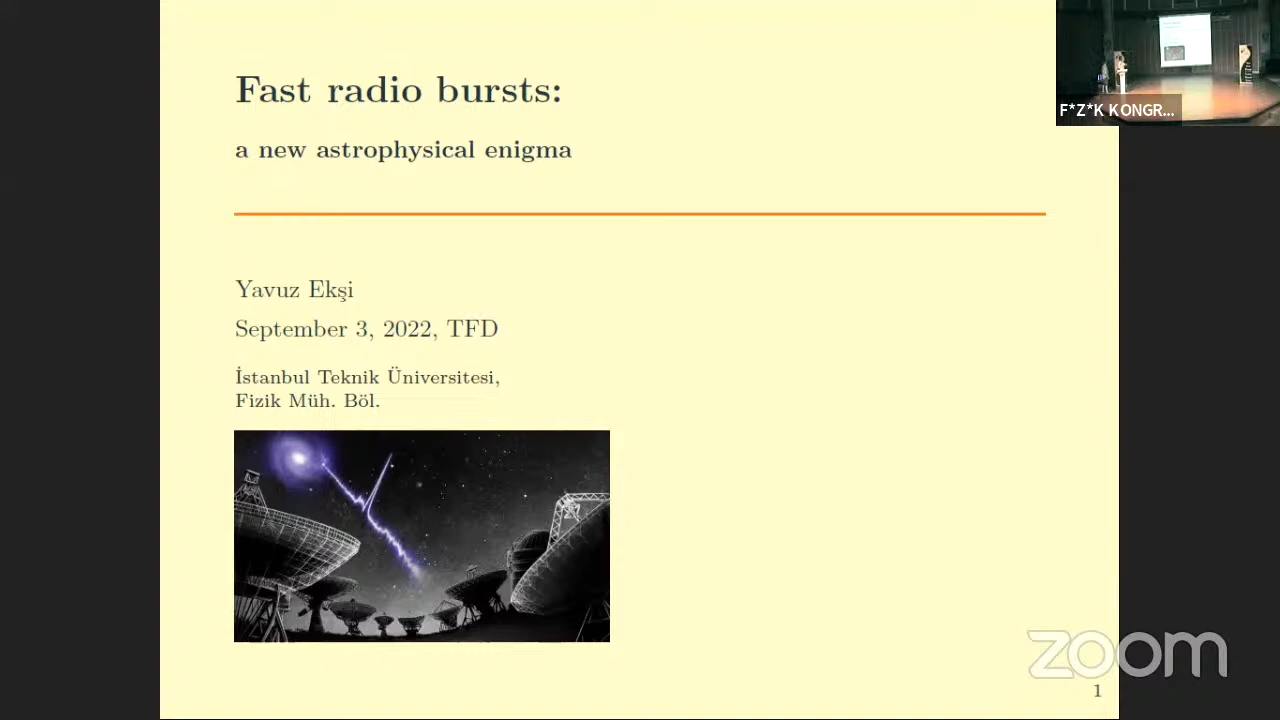 Fast radio bursts:
a new astrophysical enigma
Yavuz Ekşi
September 3, 2022, TFD
İstanbul Teknik Üniversitesi,
Fizik Müh. Böl.
F*Z*K KONGR...
zoom
1